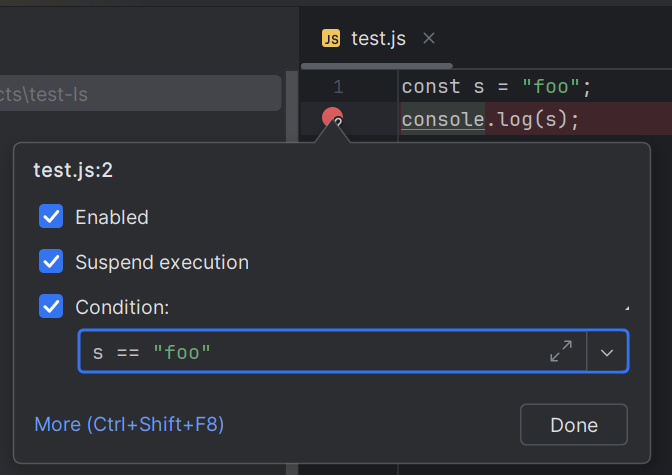 JS test.js
cts\test-ls
1 const s = "foo";
? console.log(s);
test.js:2
Enabled
Suspend execution
Condition:
s == "foo"
More (Ctrl+Shift+F8) Done